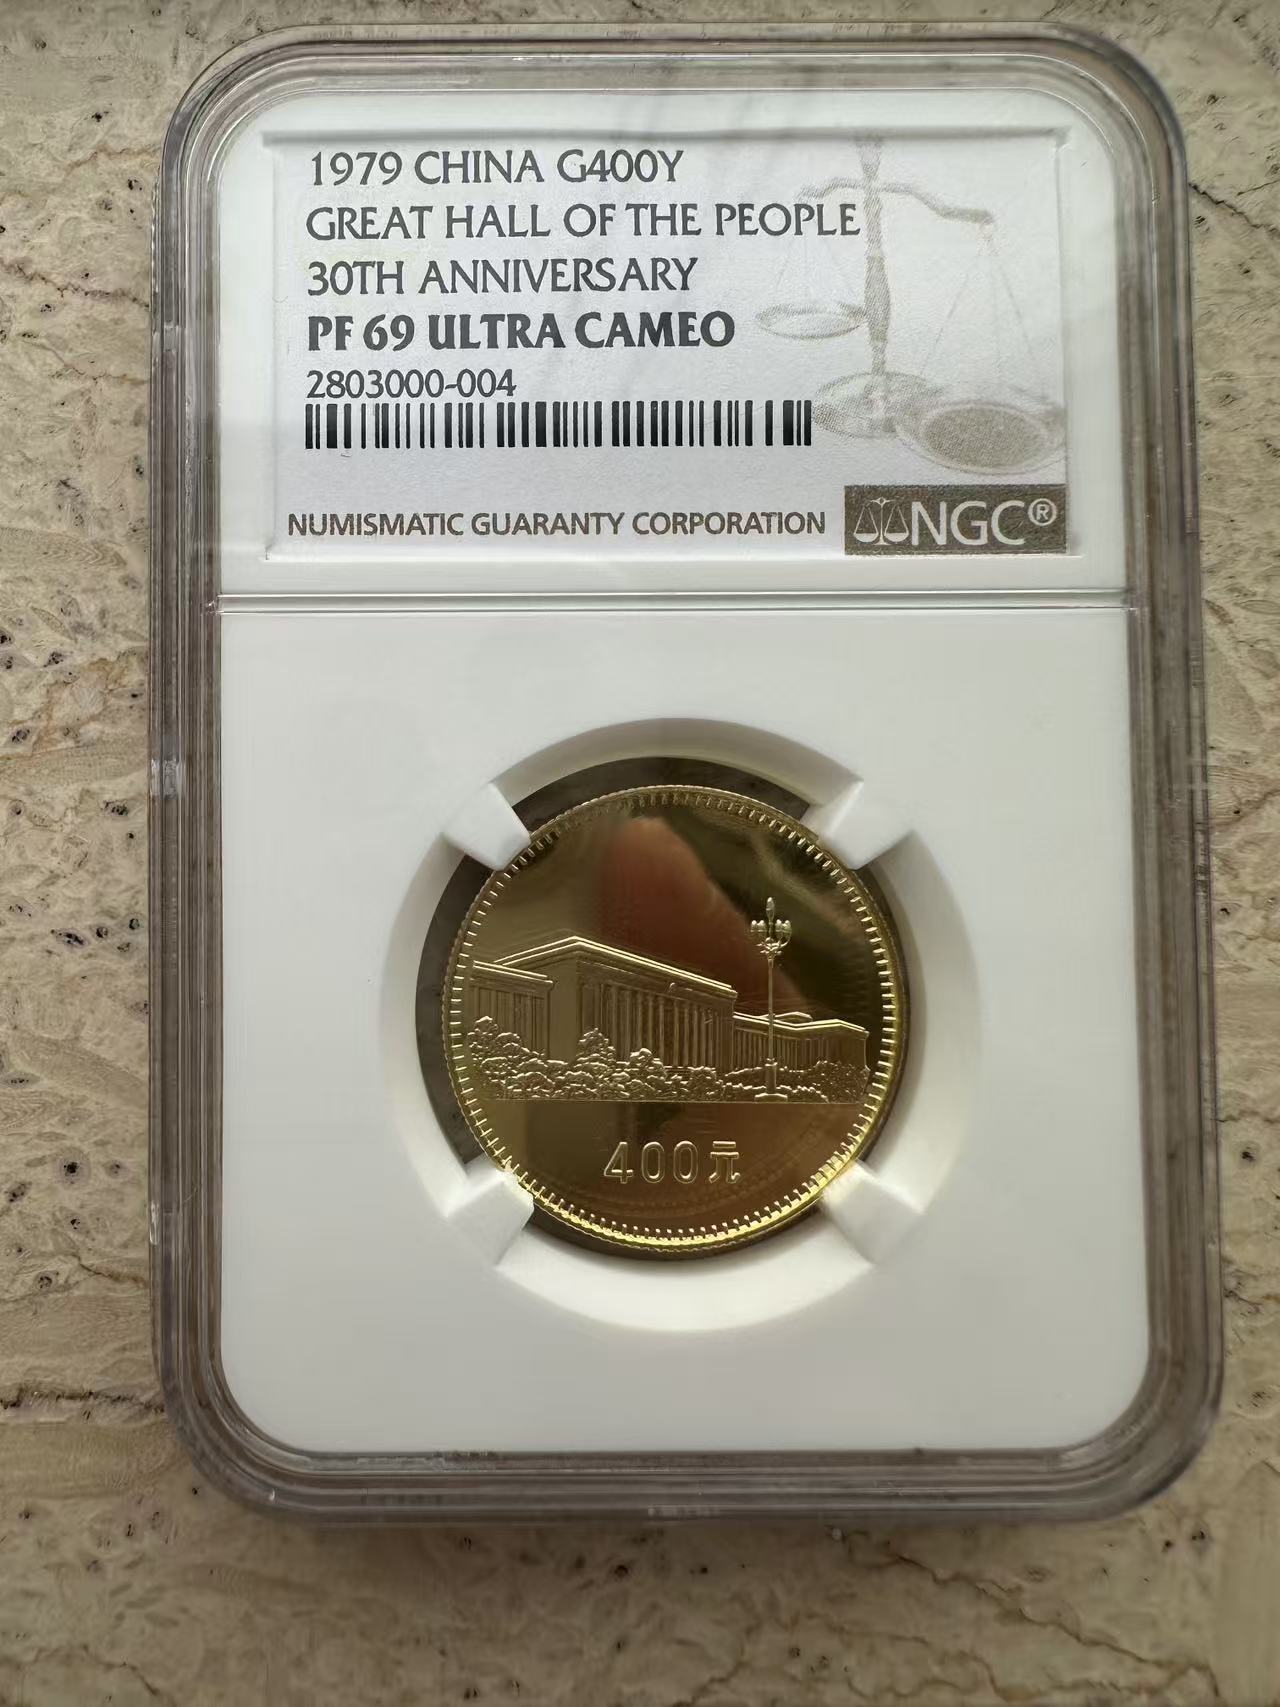 1979 CHINA G400Y
GREAT HALL OF THE PEOPLE
30TH ANNIVERSARY
PF 69 ULTRA CAMEO
2803000-004
NUMISMATIC GUARANTY CORPORATION
NGC®
400元